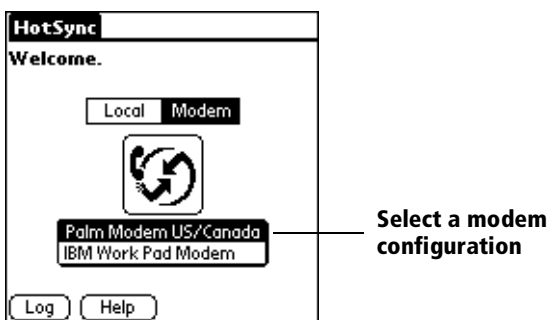 HotSync
Welcome.
Local Modem
Palm Modem US/Canada
IBM Work Pad Modem
Select a modem
configuration
Log Help